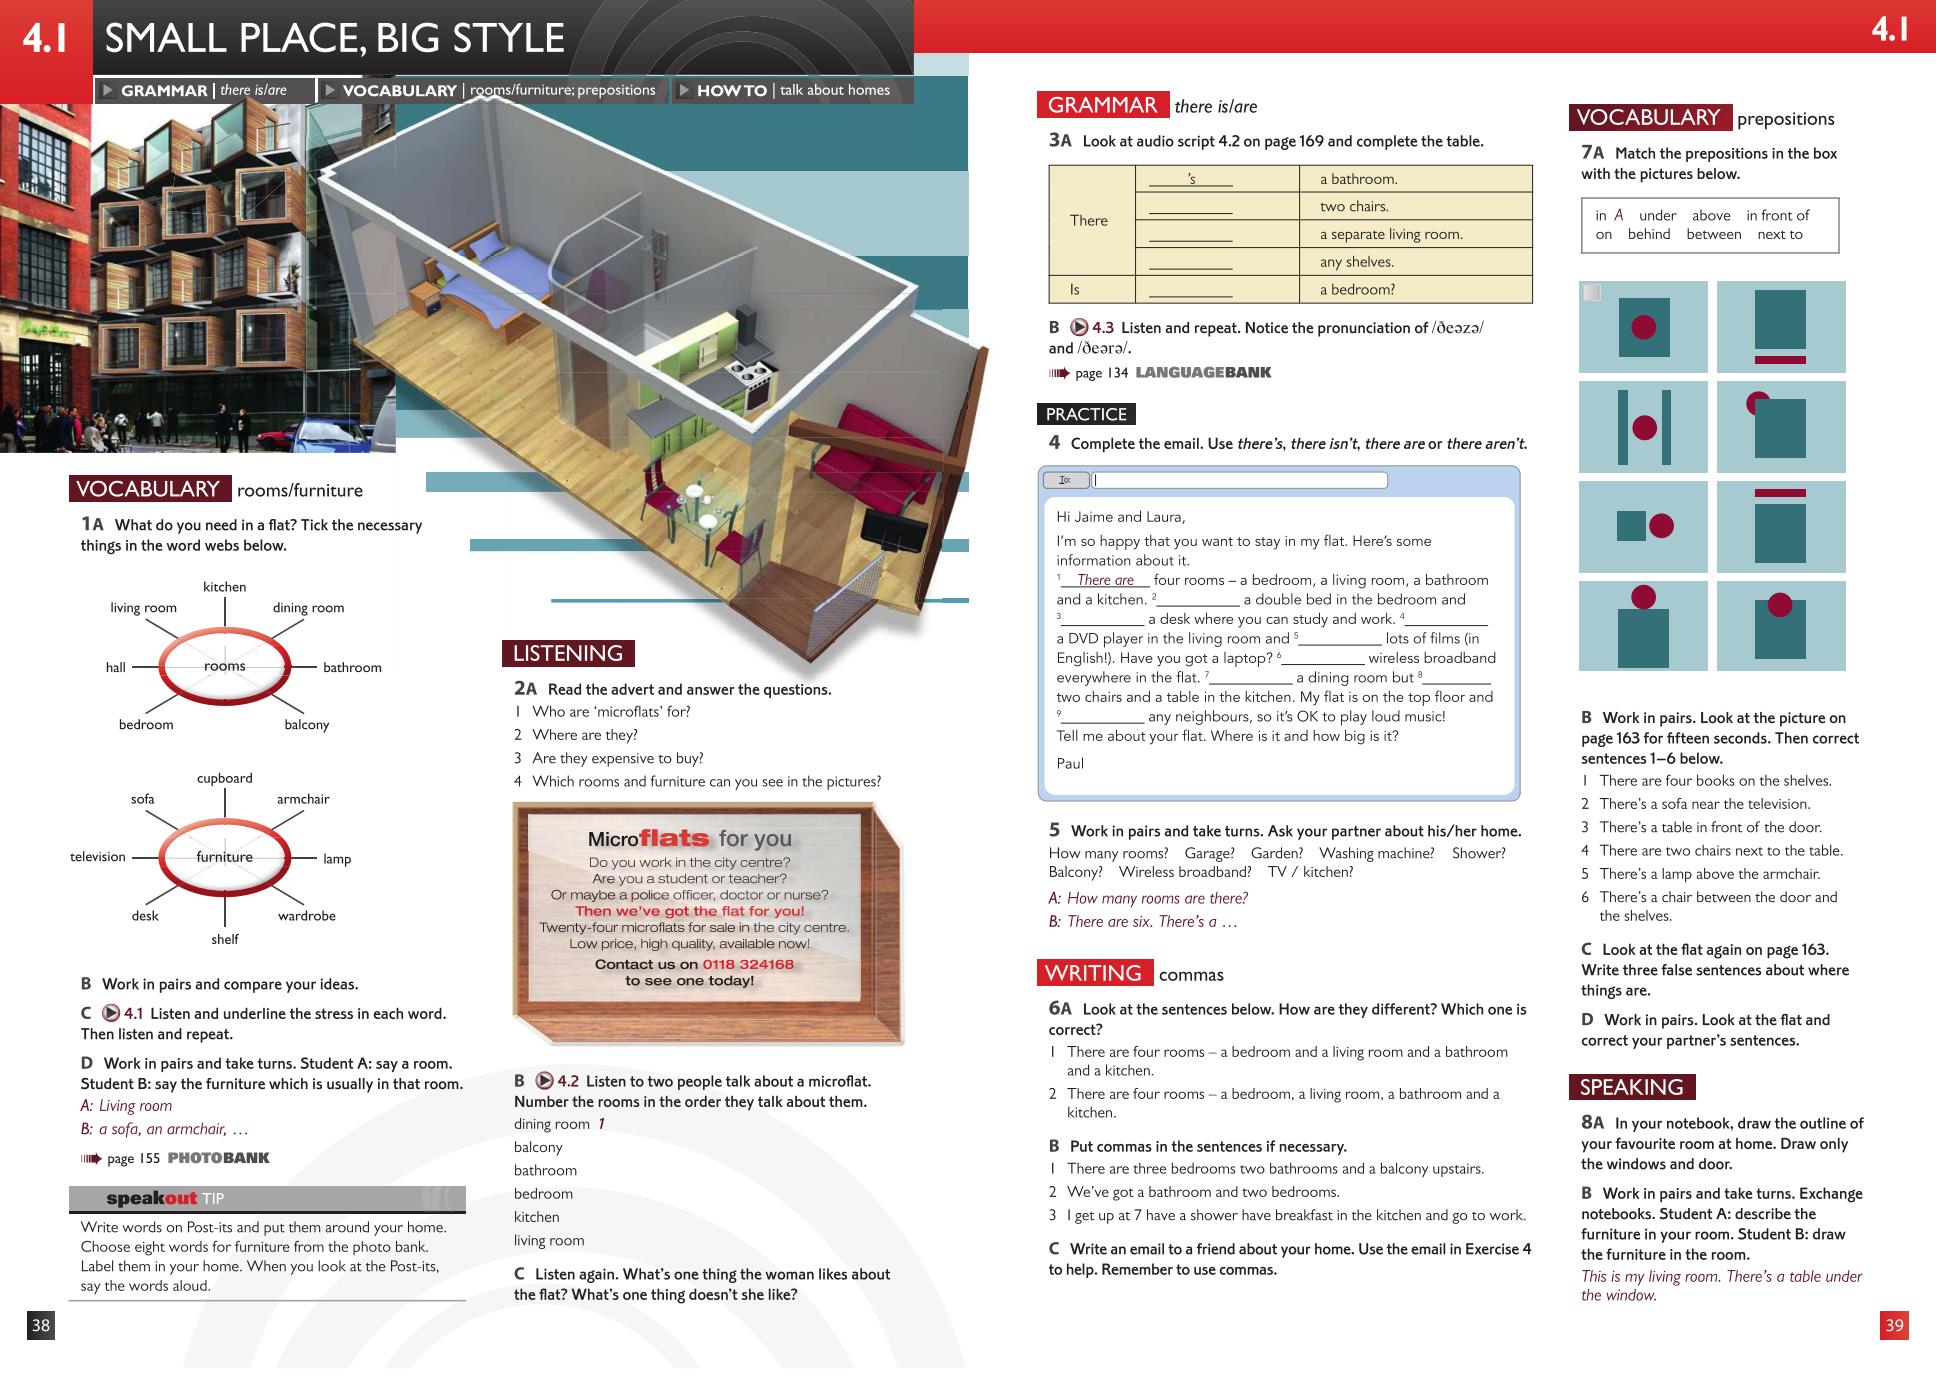 4.1
SMALL PLACE, BIG STYLE
GRAMMAR | there is/are
VOCABULARY | rooms/furniture; prepositions
HOW TO | talk about homes
VOCABULARY rooms/furniture
1A What do you need in a flat? Tick the necessary
things in the word webs below.
kitchen
living room
dining room
hall
rooms
bathroom
bedroom
balcony
cupboard
sofa
armchair
television
furniture
lamp
desk
wardrobe
shelf
B Work in pairs and compare your ideas.
C 4.1 Listen and underline the stress in each word.
Then listen and repeat.
D Work in pairs and take turns. Student A: say a room.
Student B: say the furniture which is usually in that room.
A: Living room
B: a sofa, an armchair, …
page 155 PHOTOBANK
speakout TIP
Write words on Post-its and put them around your home.
Choose eight words for furniture from the photo bank.
Label them in your home. When you look at the Post-its,
say the words aloud.
38
LISTENING
2A Read the advert and answer the questions.
1 Who are ‘microflats’ for?
2 Where are they?
3 Are they expensive to buy?
4 Which rooms and furniture can you see in the pictures?
Microflats for you
Do you work in the city centre?
Are you a student or teacher?
Or maybe a police officer, doctor or nurse?
Then we've got the flat for you!
Twenty-four microflats for sale in the city centre.
Low price, high quality, available now!
Contact us on 0118 324168
to see one today!
B 4.2 Listen to two people talk about a microflat.
Number the rooms in the order they talk about them.
dining room 1
balcony
bathroom
bedroom
kitchen
living room
C Listen again. What's one thing the woman likes about
the flat? What's one thing doesn't she like?
4.1
GRAMMAR there is/are
3A Look at audio script 4.2 on page 169 and complete the table.
There
's a bathroom.
________ two chairs.
________ a separate living room.
________ any shelves.
Is ________ a bedroom?
B 4.3 Listen and repeat. Notice the pronunciation of /ðeəzə/
and /ðeərə/.
page 134 LANGUAGEBANK
PRACTICE
4 Complete the email. Use there's, there isn't, there are or there aren't.
To:
Hi Jaime and Laura,
I'm so happy that you want to stay in my flat. Here's some
information about it.
1 There are four rooms – a bedroom, a living room, a bathroom
and a kitchen. 2________ a double bed in the bedroom and
3________ a desk where you can study and work. 4________
a DVD player in the living room and 5________ lots of films (in
English!). Have you got a laptop? 6________ wireless broadband
everywhere in the flat. 7________ a dining room but 8________
two chairs and a table in the kitchen. My flat is on the top floor and
9________ any neighbours, so it's OK to play loud music!
Tell me about your flat. Where is it and how big is it?
Paul
5 Work in pairs and take turns. Ask your partner about his/her home.
How many rooms? Garage? Garden? Washing machine? Shower?
Balcony? Wireless broadband? TV / kitchen?
A: How many rooms are there?
B: There are six. There's a …
WRITING commas
6A Look at the sentences below. How are they different? Which one is
correct?
1 There are four rooms – a bedroom and a living room and a bathroom
and a kitchen.
2 There are four rooms – a bedroom, a living room, a bathroom and a
kitchen.
B Put commas in the sentences if necessary.
1 There are three bedrooms two bathrooms and a balcony upstairs.
2 We've got a bathroom and two bedrooms.
3 I get up at 7 have a shower have breakfast in the kitchen and go to work.
C Write an email to a friend about your home. Use the email in Exercise 4
to help. Remember to use commas.
VOCABULARY prepositions
7A Match the prepositions in the box
with the pictures below.
in A under above in front of
on behind between next to
B Work in pairs. Look at the picture on
page 163 for fifteen seconds. Then correct
sentences 1–6 below.
1 There are four books on the shelves.
2 There's a sofa near the television.
3 There's a table in front of the door.
4 There are two chairs next to the table.
5 There's a lamp above the armchair.
6 There's a chair between the door and
the shelves.
C Look at the flat again on page 163.
Write three false sentences about where
things are.
D Work in pairs. Look at the flat and
correct your partner's sentences.
SPEAKING
8A In your notebook, draw the outline of
your favourite room at home. Draw only
the windows and door.
B Work in pairs and take turns. Exchange
notebooks. Student A: describe the
furniture in your room. Student B: draw
the furniture in the room.
This is my living room. There's a table under
the window.
39